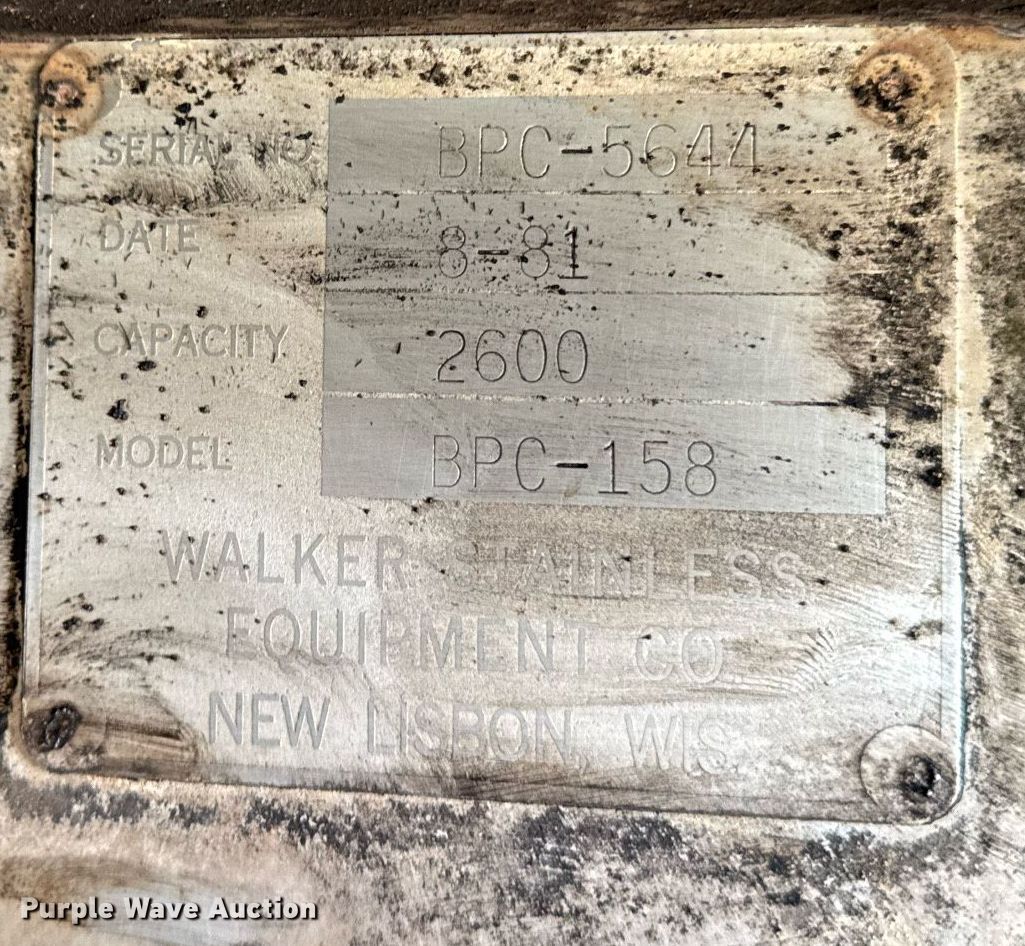 SERIAL NO. BPC-5644
DATE 8-81
CAPACITY 2600
MODEL BPC-158
WALKER STAINLESS
EQUIPMENT CO.
NEW LISBON, WIS.
Purple Wave Auction